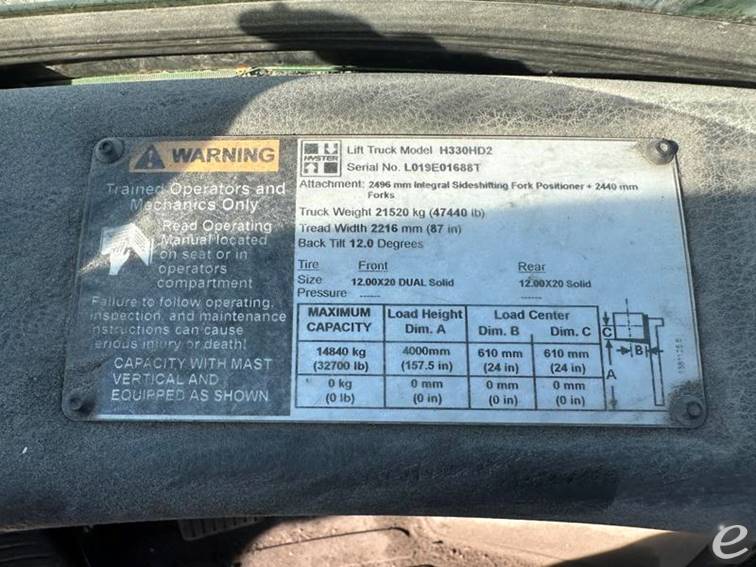 WARNING
Trained Operators and
Mechanics Only
Read Operating
Manual located
on seat or in
operators
compartment
Failure to follow operating,
inspection, and maintenance
instructions can cause
serious injury or death!
CAPACITY WITH MAST
VERTICAL AND
EQUIPPED AS SHOWN
HYSTER
Lift Truck Model H330HD2
Serial No. L019E01688T
Attachment: 2496 mm Integral Sideshifting Fork Positioner + 2440 mm
Forks
Truck Weight 21520 kg (47440 lb)
Tread Width 2216 mm (87 in)
Back Tilt 12.0 Degrees
Tire Front Rear
Size 12.00X20 DUAL Solid 12.00X20 Solid
Pressure ----- -----
MAXIMUM CAPACITY Load Height Dim. A Load Center Dim. B Dim. C
14840 kg 4000mm 610 mm 610 mm
(32700 lb) (157.5 in) (24 in) (24 in)
0 kg 0 mm 0 mm 0 mm
(0 lb) (0 in) (0 in) (0 in)
C
B
A
e